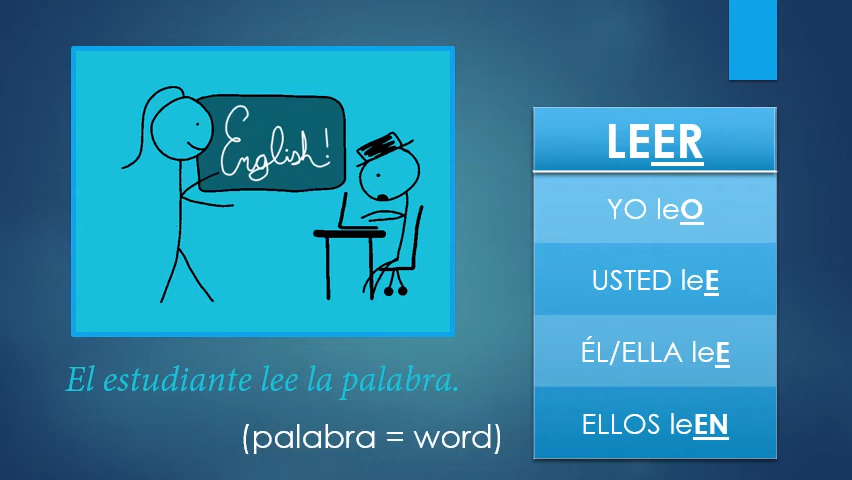 English!
El estudiante lee la palabra.
(palabra = word)
LEER
YO leO
USTED leE
ÉL/ELLA leE
ELLOS leEN